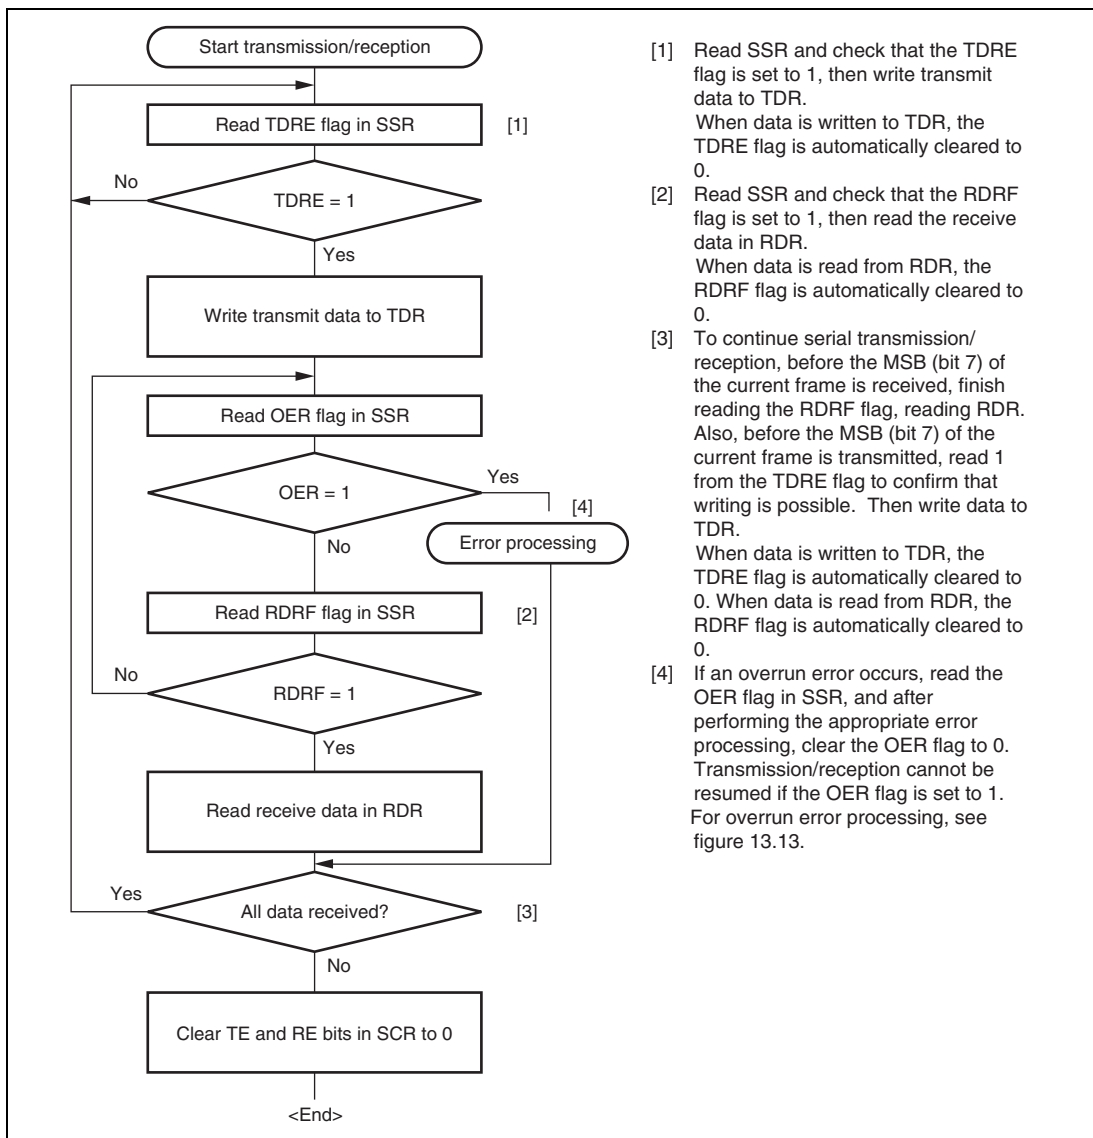 Start transmission/reception
Read TDRE flag in SSR
[1]
No
TDRE = 1
Yes
Write transmit data to TDR
Read OER flag in SSR
OER = 1
Yes
[4]
Error processing
No
Read RDRF flag in SSR
[2]
No
RDRF = 1
Yes
Read receive data in RDR
Yes
All data received?
[3]
No
Clear TE and RE bits in SCR to 0
<End>
[1] Read SSR and check that the TDRE
flag is set to 1, then write transmit
data to TDR.
When data is written to TDR, the
TDRE flag is automatically cleared to
0.
[2] Read SSR and check that the RDRF
flag is set to 1, then read the receive
data in RDR.
When data is read from RDR, the
RDRF flag is automatically cleared to
0.
[3] To continue serial transmission/
reception, before the MSB (bit 7) of
the current frame is received, finish
reading the RDRF flag, reading RDR.
Also, before the MSB (bit 7) of the
current frame is transmitted, read 1
from the TDRE flag to confirm that
writing is possible. Then write data to
TDR.
When data is written to TDR, the
TDRE flag is automatically cleared to
0. When data is read from RDR, the
RDRF flag is automatically cleared to
0.
[4] If an overrun error occurs, read the
OER flag in SSR, and after
performing the appropriate error
processing, clear the OER flag to 0.
Transmission/reception cannot be
resumed if the OER flag is set to 1.
For overrun error processing, see
figure 13.13.